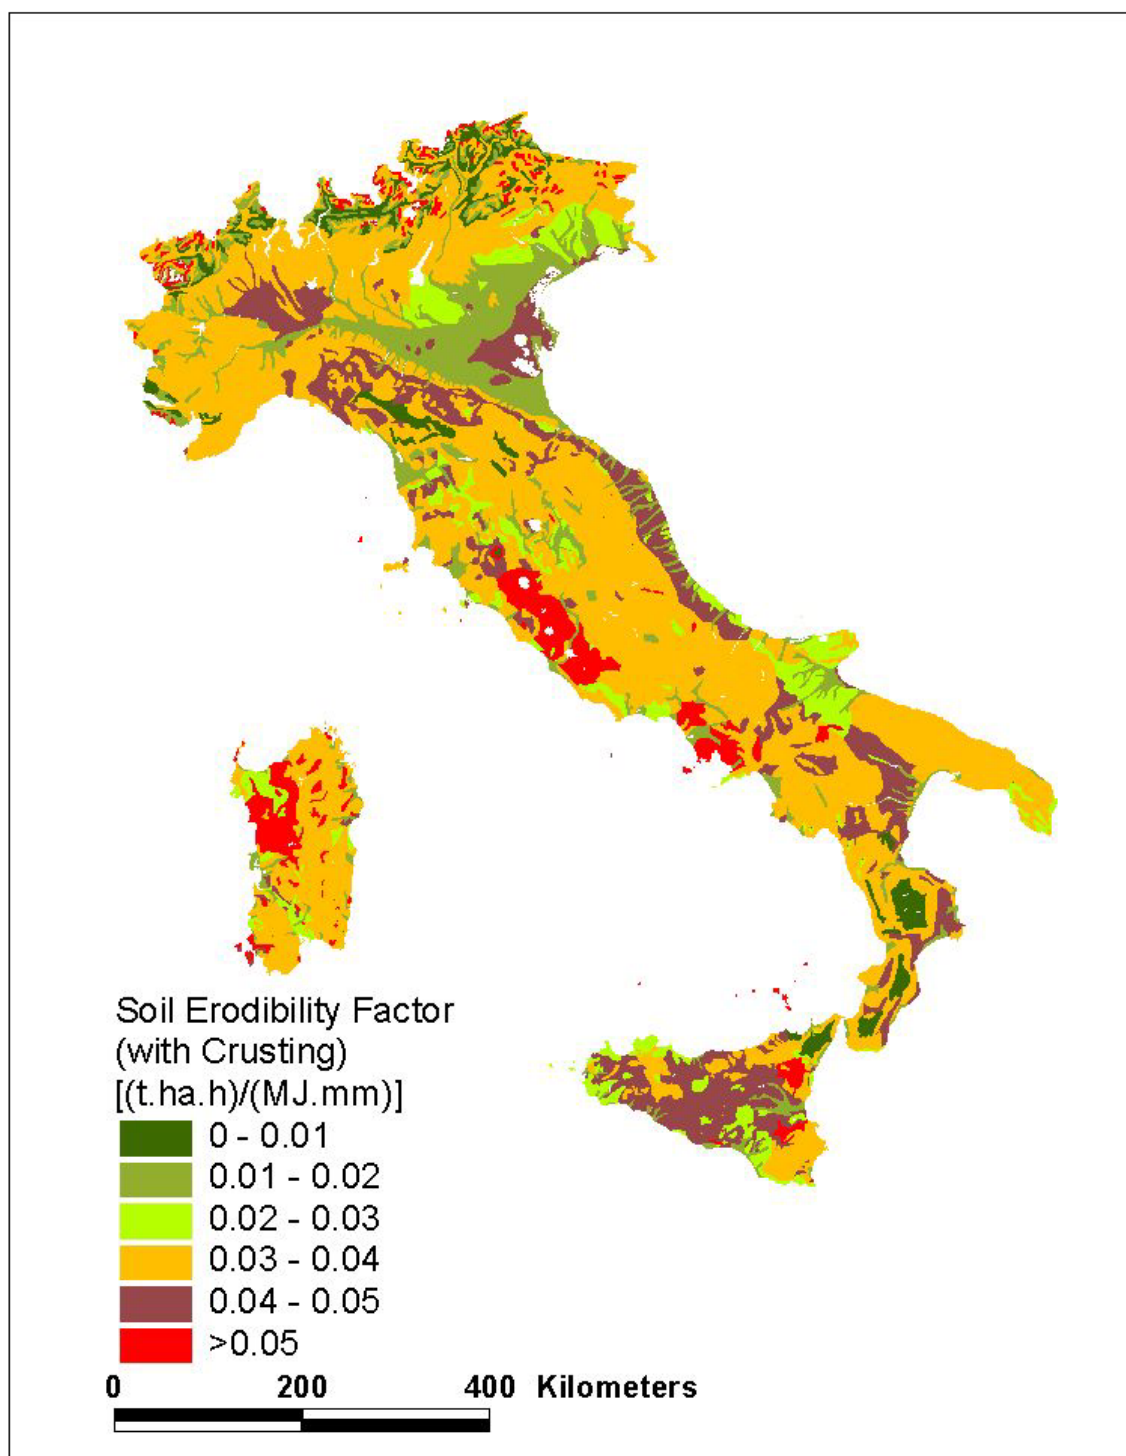 Soil Erodibility Factor
(with Crusting)
[(t.ha.h)/(MJ.mm)]
0 - 0.01
0.01 - 0.02
0.02 - 0.03
0.03 - 0.04
0.04 - 0.05
>0.05
0 200 400 Kilometers